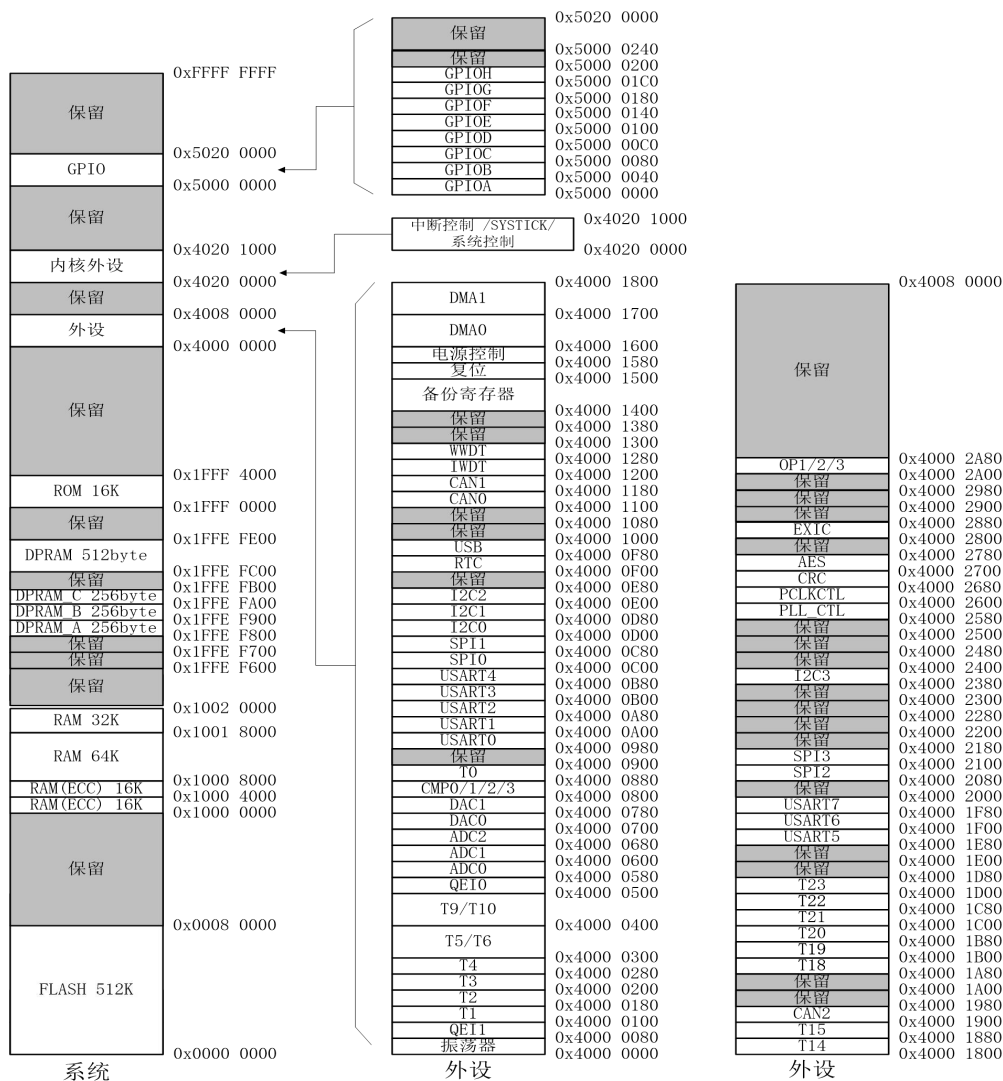 0xFFFF FFFF
保留
0x5020 0000
GPIO
0x5000 0000
保留
0x4020 1000
内核外设
0x4020 0000
保留
0x4008 0000
外设
0x4000 0000
保留
0x1FFF 4000
ROM 16K
0x1FFF 0000
保留
0x1FFE FE00
DPRAM 512byte
0x1FFE FC00
保留
0x1FFE FB00
DPRAM_C 256byte
0x1FFE FA00
DPRAM_B 256byte
0x1FFE F900
DPRAM_A 256byte
0x1FFE F800
保留
0x1FFE F700
保留
0x1FFE F600
保留
0x1002 0000
RAM 32K
0x1001 8000
RAM 64K
0x1000 8000
RAM(ECC) 16K
0x1000 4000
RAM(ECC) 16K
0x1000 0000
保留
0x0008 0000
FLASH 512K
0x0000 0000
系统
0x5020 0000
保留
0x5000 0240
保留
0x5000 0200
GPIOH
0x5000 01C0
GPIOG
0x5000 0180
GPIOF
0x5000 0140
GPIOE
0x5000 0100
GPIOD
0x5000 00C0
GPIOC
0x5000 0080
GPIOB
0x5000 0040
GPIOA
0x5000 0000
0x4020 1000
中断控制 /SYSTICK/
系统控制
0x4020 0000
0x4000 1800
DMA1
0x4000 1700
DMA0
0x4000 1600
电源控制
0x4000 1580
复位
0x4000 1500
备份寄存器
0x4000 1400
保留
0x4000 1380
保留
0x4000 1300
WWDT
0x4000 1280
IWDT
0x4000 1200
CAN1
0x4000 1180
CAN0
0x4000 1100
保留
0x4000 1080
保留
0x4000 1000
USB
0x4000 0F80
RTC
0x4000 0F00
保留
0x4000 0E80
I2C2
0x4000 0E00
I2C1
0x4000 0D80
I2C0
0x4000 0D00
SPI1
0x4000 0C80
SPI0
0x4000 0C00
USART4
0x4000 0B80
USART3
0x4000 0B00
USART2
0x4000 0A80
USART1
0x4000 0A00
USART0
0x4000 0980
保留
0x4000 0900
T0
0x4000 0880
CMP0/1/2/3
0x4000 0800
DAC1
0x4000 0780
DAC0
0x4000 0700
ADC2
0x4000 0680
ADC1
0x4000 0600
ADC0
0x4000 0580
QEI0
0x4000 0500
T9/T10
0x4000 0400
T5/T6
0x4000 0300
T4
0x4000 0280
T3
0x4000 0200
T2
0x4000 0180
T1
0x4000 0100
QEI1
0x4000 0080
振荡器
0x4000 0000
外设
0x4008 0000
保留
0x4000 2A80
OP1/2/3
0x4000 2A00
保留
0x4000 2980
保留
0x4000 2900
保留
0x4000 2880
EXIC
0x4000 2800
保留
0x4000 2780
AES
0x4000 2700
CRC
0x4000 2680
PCLKCTL
0x4000 2600
PLL_CTL
0x4000 2580
保留
0x4000 2500
保留
0x4000 2480
保留
0x4000 2400
I2C3
0x4000 2380
保留
0x4000 2300
保留
0x4000 2280
保留
0x4000 2200
保留
0x4000 2180
SPI3
0x4000 2100
SPI2
0x4000 2080
保留
0x4000 2000
USART7
0x4000 1F80
USART6
0x4000 1F00
USART5
0x4000 1E80
保留
0x4000 1E00
保留
0x4000 1D80
T23
0x4000 1D00
T22
0x4000 1C80
T21
0x4000 1C00
T20
0x4000 1B80
T19
0x4000 1B00
T18
0x4000 1A80
保留
0x4000 1A00
保留
0x4000 1980
CAN2
0x4000 1900
T15
0x4000 1880
T14
0x4000 1800
外设